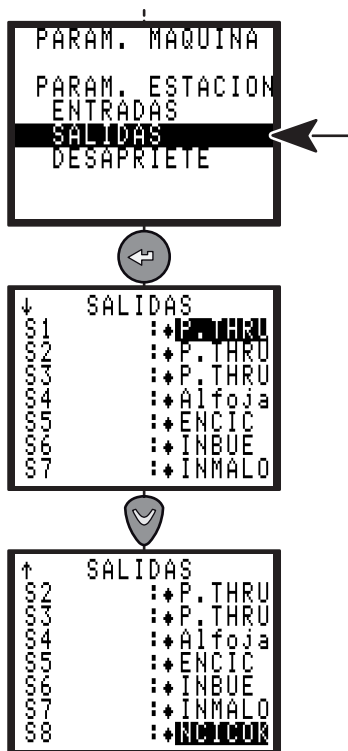 PARAM. MAQUINA
PARAM. ESTACION
ENTRADAS
SALIDAS
DESAPRIETE
↓ SALIDAS
S1 :♦P.THRU
S2 :♦P.THRU
S3 :♦P.THRU
S4 :♦Alfoja
S5 :♦ENCIC
S6 :♦INBUE
S7 :♦INMALO
↑ SALIDAS
S2 :♦P.THRU
S3 :♦P.THRU
S4 :♦Alfoja
S5 :♦ENCIC
S6 :♦INBUE
S7 :♦INMALO
S8 :♦NCICOK